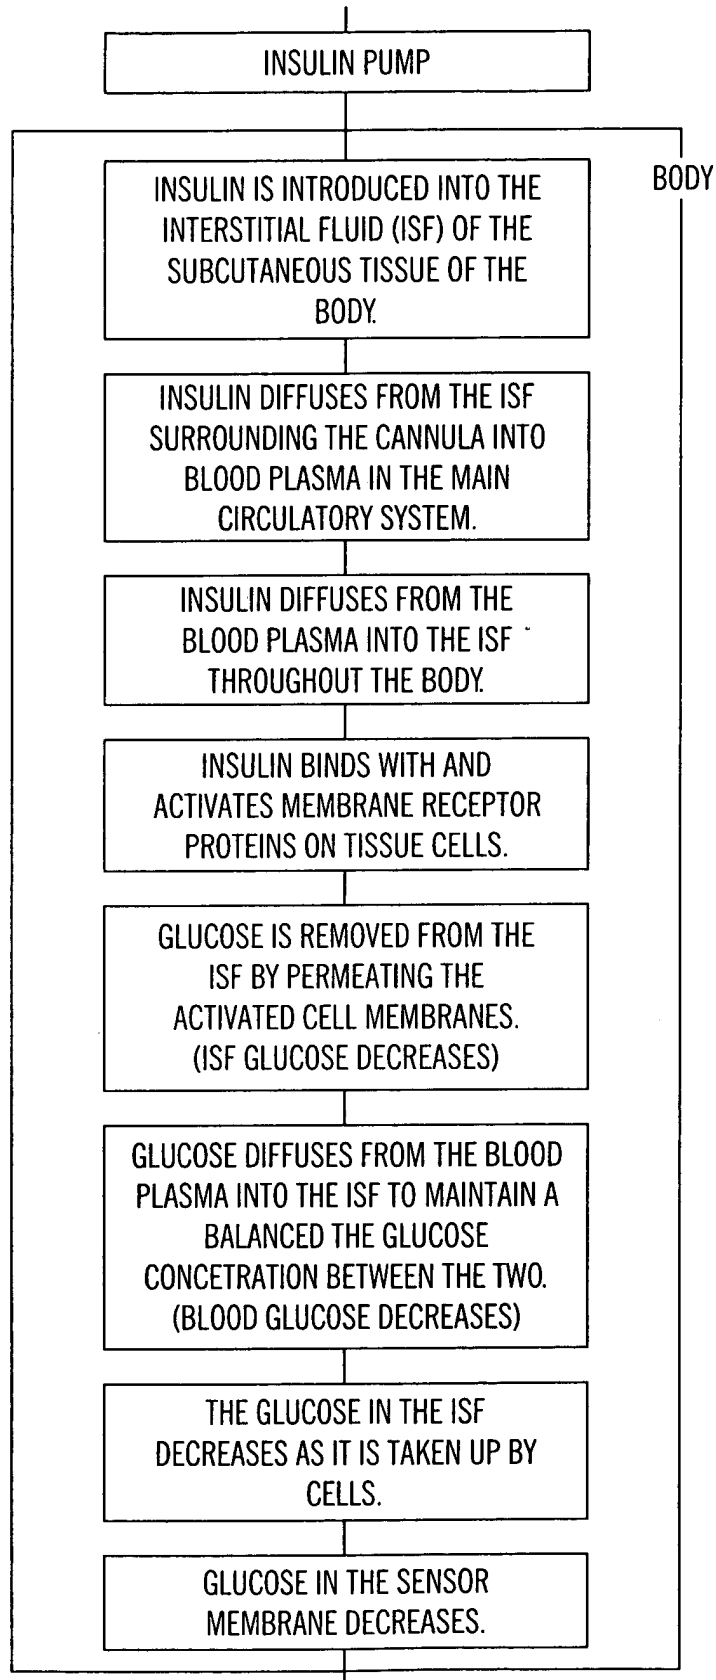 INSULIN PUMP
BODY
INSULIN IS INTRODUCED INTO THE
INTERSTITIAL FLUID (ISF) OF THE
SUBCUTANEOUS TISSUE OF THE
BODY.
INSULIN DIFFUSES FROM THE ISF
SURROUNDING THE CANNULA INTO
BLOOD PLASMA IN THE MAIN
CIRCULATORY SYSTEM.
INSULIN DIFFUSES FROM THE
BLOOD PLASMA INTO THE ISF
THROUGHOUT THE BODY.
INSULIN BINDS WITH AND
ACTIVATES MEMBRANE RECEPTOR
PROTEINS ON TISSUE CELLS.
GLUCOSE IS REMOVED FROM THE
ISF BY PERMEATING THE
ACTIVATED CELL MEMBRANES.
(ISF GLUCOSE DECREASES)
GLUCOSE DIFFUSES FROM THE BLOOD
PLASMA INTO THE ISF TO MAINTAIN A
BALANCED THE GLUCOSE
CONCETRATION BETWEEN THE TWO.
(BLOOD GLUCOSE DECREASES)
THE GLUCOSE IN THE ISF
DECREASES AS IT IS TAKEN UP BY
CELLS.
GLUCOSE IN THE SENSOR
MEMBRANE DECREASES.